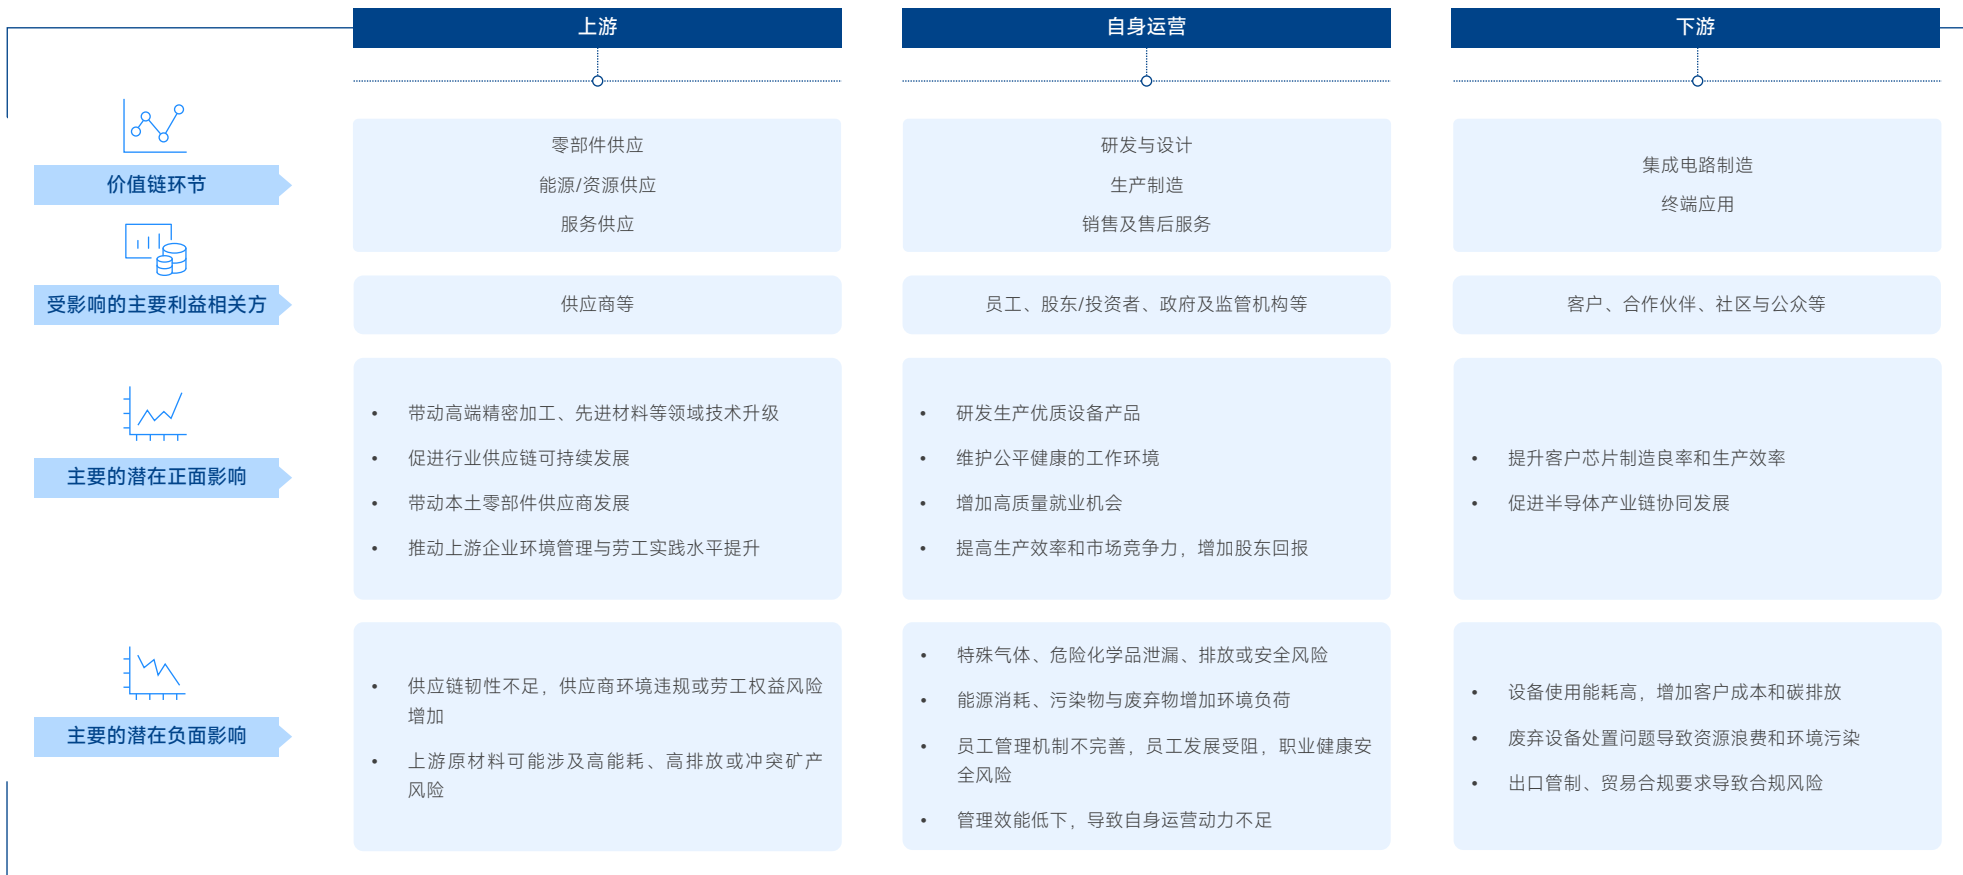 上游
自身运营
下游
价值链环节
零部件供应
能源/资源供应
服务供应
研发与设计
生产制造
销售及售后服务
集成电路制造
终端应用
受影响的主要利益相关方
供应商等
员工、股东/投资者、政府及监管机构等
客户、合作伙伴、社区与公众等
主要的潜在正面影响
• 带动高端精密加工、先进材料等领域技术升级
• 促进行业供应链可持续发展
• 带动本土零部件供应商发展
• 推动上游企业环境管理与劳工实践水平提升
• 研发生产优质设备产品
• 维护公平健康的工作环境
• 增加高质量就业机会
• 提高生产效率和市场竞争力，增加股东回报
• 提升客户芯片制造良率和生产效率
• 促进半导体产业链协同发展
主要的潜在负面影响
• 供应链韧性不足，供应商环境违规或劳工权益风险
增加
• 上游原材料可能涉及高能耗、高排放或冲突矿产
风险
• 特殊气体、危险化学品泄漏、排放或安全风险
• 能源消耗、污染物与废弃物增加环境负荷
• 员工管理机制不完善，员工发展受阻，职业健康安
全风险
• 管理效能低下，导致自身运营动力不足
• 设备使用能耗高，增加客户成本和碳排放
• 废弃设备处置问题导致资源浪费和环境污染
• 出口管制、贸易合规要求导致合规风险